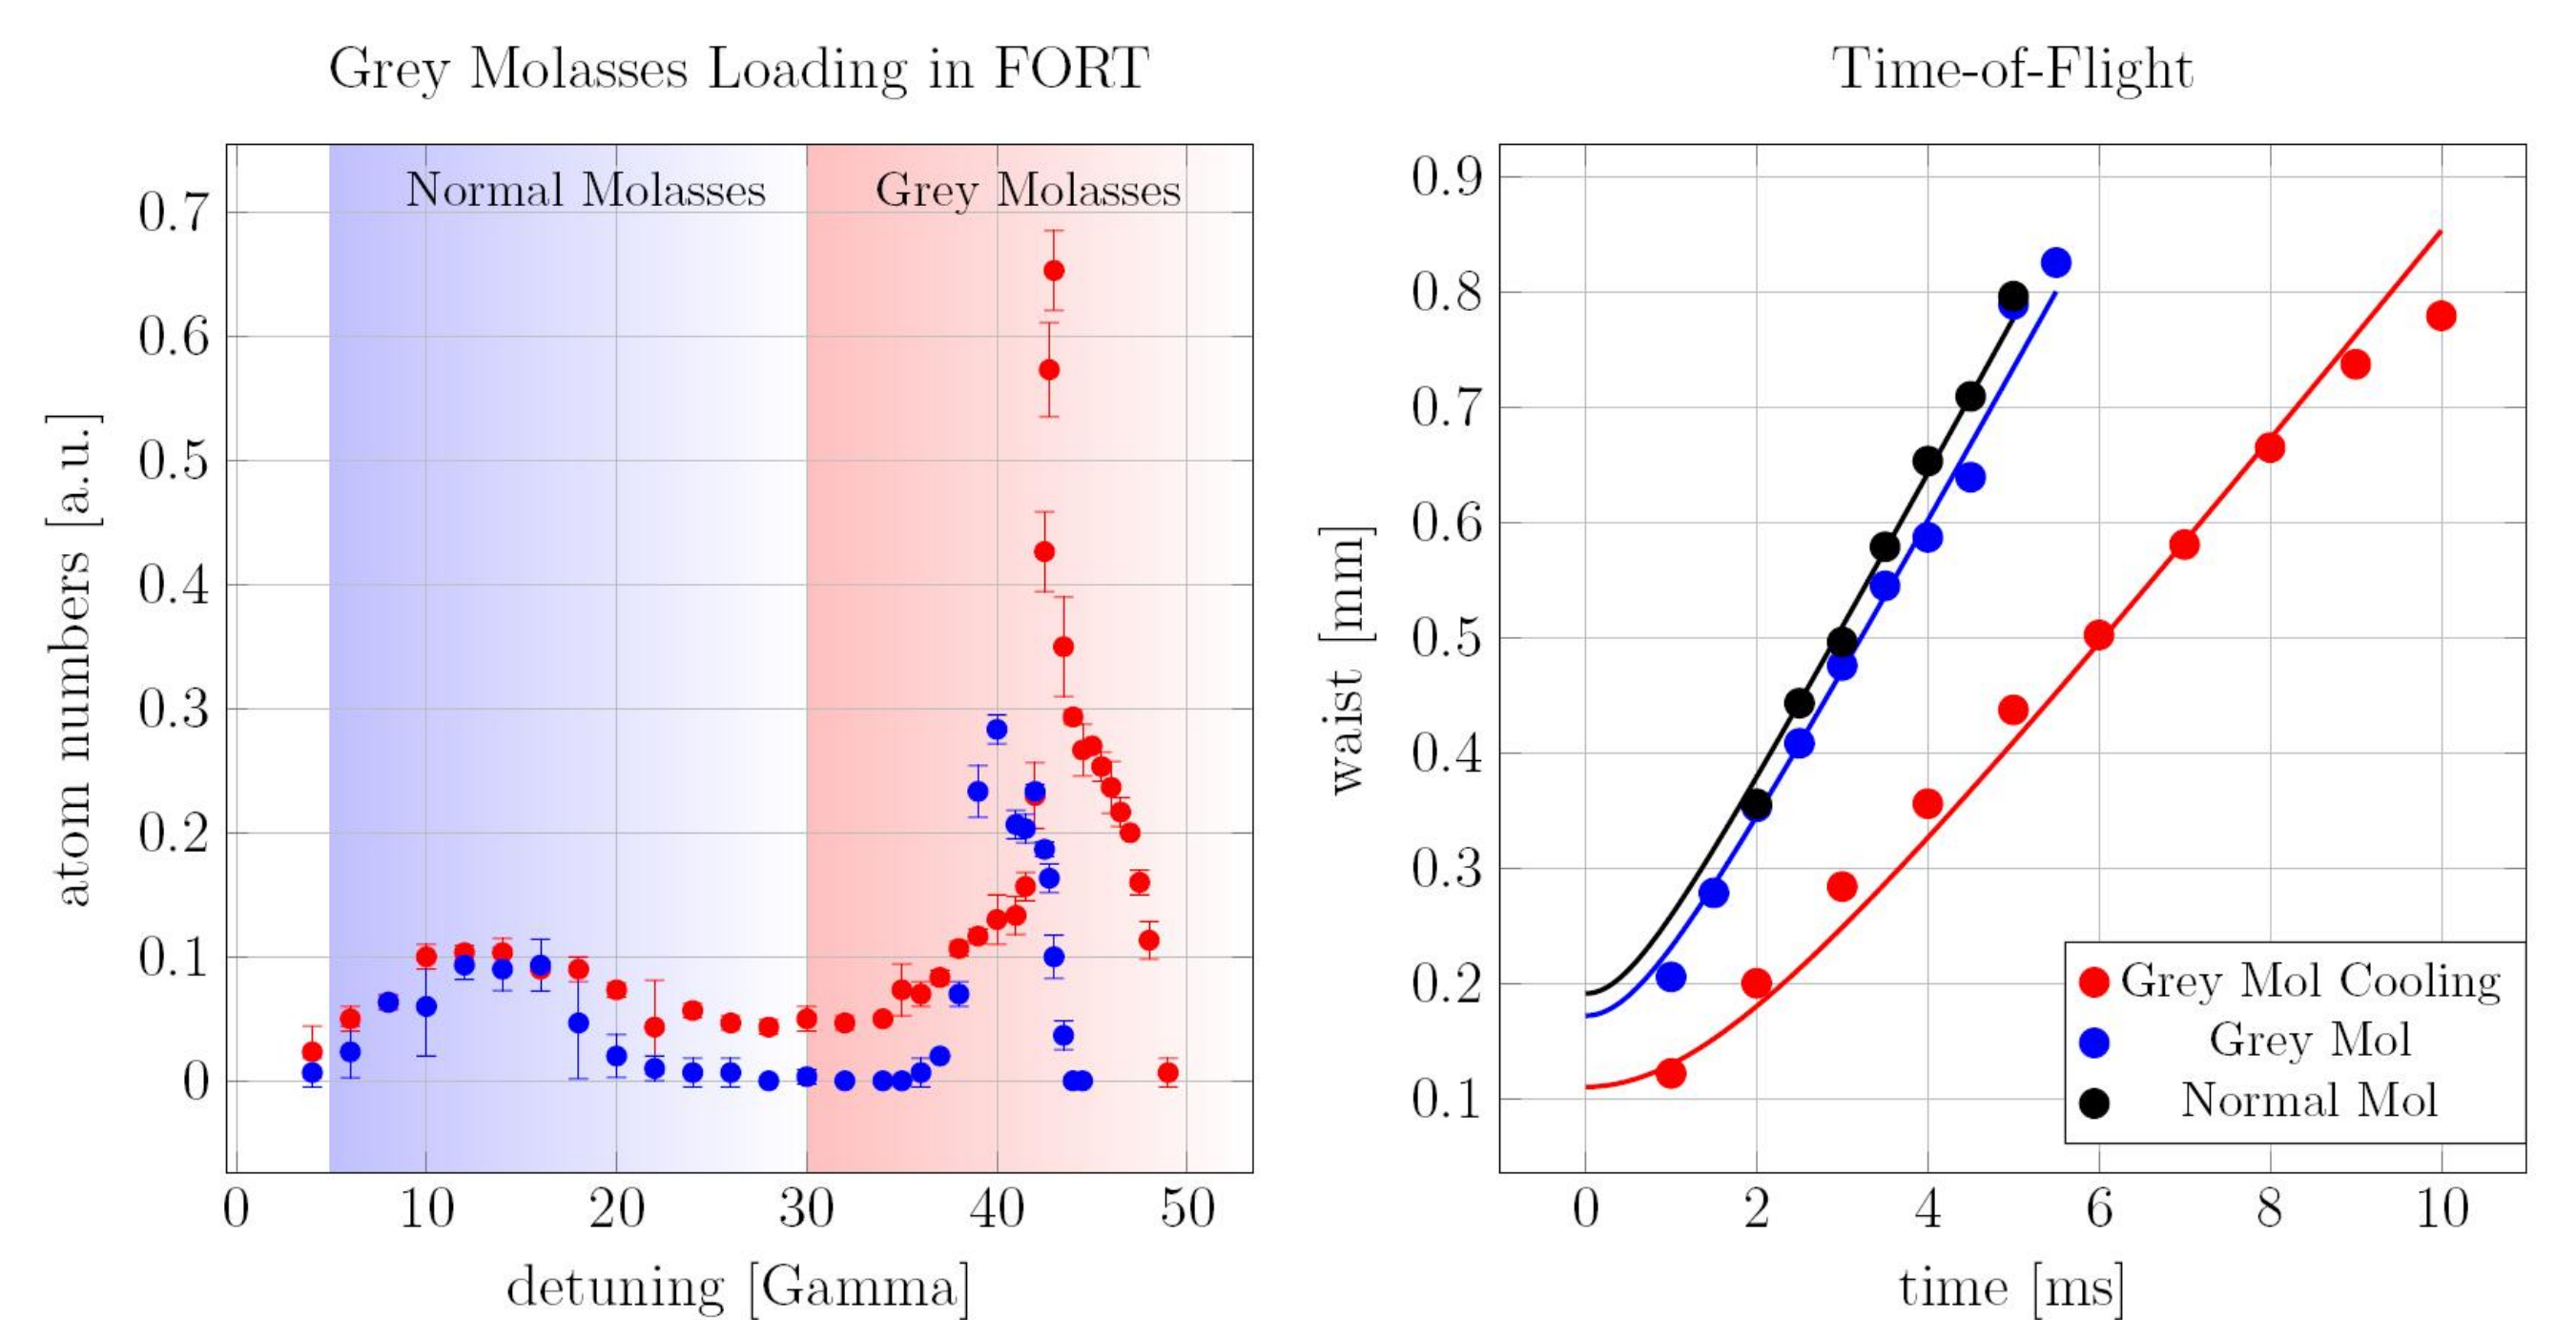 Grey Molasses Loading in FORT
Normal Molasses
Grey Molasses
atom numbers [a.u.]
0.7
0.6
0.5
0.4
0.3
0.2
0.1
0
0 10 20 30 40 50
detuning [Gamma]
Time-of-Flight
waist [mm]
0.9
0.8
0.7
0.6
0.5
0.4
0.3
0.2
0.1
0 2 4 6 8 10
time [ms]
Grey Mol Cooling
Grey Mol
Normal Mol